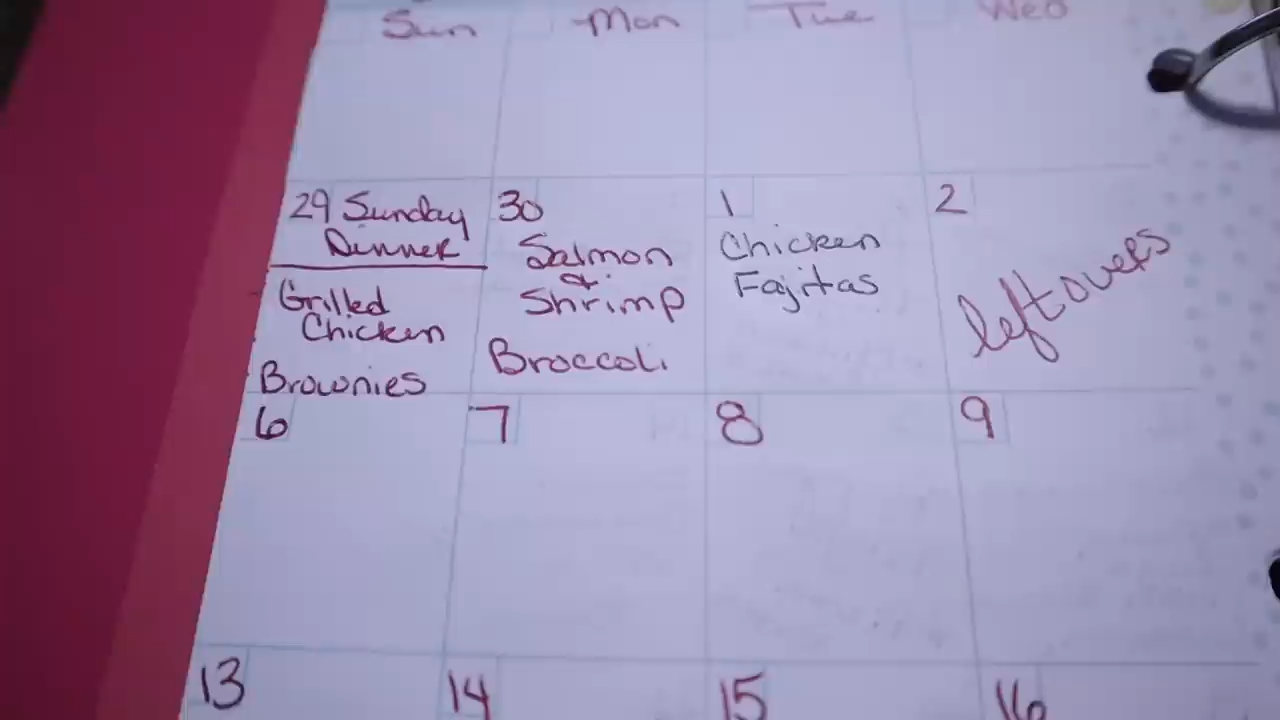 Sun Mon Tue Wed
29 Sunday
Dinner
Grilled
Chicken
Brownies
30
Salmon
&
Shrimp
Broccoli
1
Chicken
Fajitas
2
leftovers
6 7 8 9
13 14 15 16